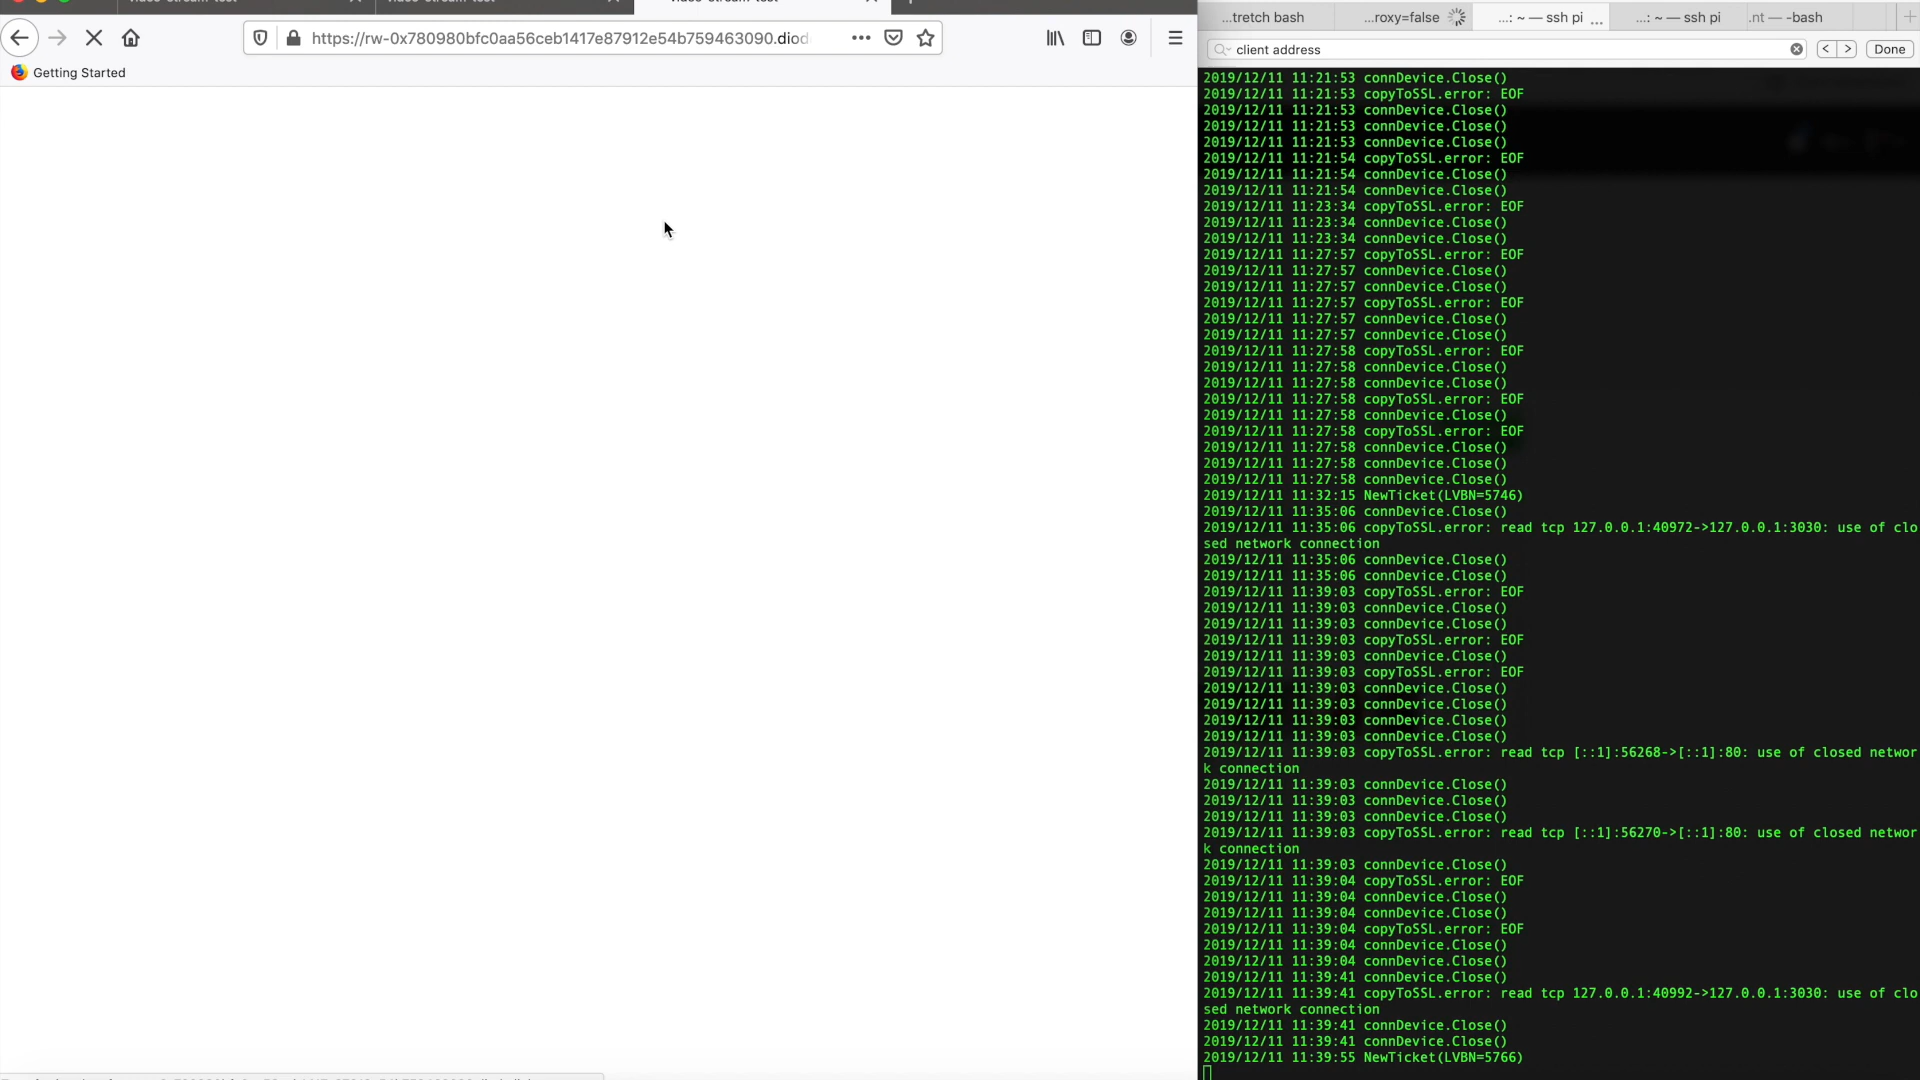 video-stream-test
video-stream-test
video-stream-test
https://rw-0x780980bfc0aa56ceb1417e87912e54b759463090.diod
Getting Started
...tretch bash
...roxy=false
...: ~ — ssh pi ...
...: ~ — ssh pi
.nt — -bash
client address
Done
2019/12/11 11:21:53 connDevice.Close()
2019/12/11 11:21:53 copyToSSL.error: EOF
2019/12/11 11:21:53 connDevice.Close()
2019/12/11 11:21:53 connDevice.Close()
2019/12/11 11:21:53 connDevice.Close()
2019/12/11 11:21:54 copyToSSL.error: EOF
2019/12/11 11:21:54 connDevice.Close()
2019/12/11 11:21:54 connDevice.Close()
2019/12/11 11:23:34 copyToSSL.error: EOF
2019/12/11 11:23:34 connDevice.Close()
2019/12/11 11:23:34 connDevice.Close()
2019/12/11 11:27:57 copyToSSL.error: EOF
2019/12/11 11:27:57 connDevice.Close()
2019/12/11 11:27:57 connDevice.Close()
2019/12/11 11:27:57 copyToSSL.error: EOF
2019/12/11 11:27:57 connDevice.Close()
2019/12/11 11:27:57 connDevice.Close()
2019/12/11 11:27:58 copyToSSL.error: EOF
2019/12/11 11:27:58 connDevice.Close()
2019/12/11 11:27:58 connDevice.Close()
2019/12/11 11:27:58 copyToSSL.error: EOF
2019/12/11 11:27:58 connDevice.Close()
2019/12/11 11:27:58 copyToSSL.error: EOF
2019/12/11 11:27:58 connDevice.Close()
2019/12/11 11:27:58 connDevice.Close()
2019/12/11 11:27:58 connDevice.Close()
2019/12/11 11:32:15 NewTicket(LVBN=5746)
2019/12/11 11:35:06 connDevice.Close()
2019/12/11 11:35:06 copyToSSL.error: read tcp 127.0.0.1:40972->127.0.0.1:3030: use of clo
sed network connection
2019/12/11 11:35:06 connDevice.Close()
2019/12/11 11:35:06 connDevice.Close()
2019/12/11 11:39:03 copyToSSL.error: EOF
2019/12/11 11:39:03 connDevice.Close()
2019/12/11 11:39:03 connDevice.Close()
2019/12/11 11:39:03 copyToSSL.error: EOF
2019/12/11 11:39:03 connDevice.Close()
2019/12/11 11:39:03 copyToSSL.error: EOF
2019/12/11 11:39:03 connDevice.Close()
2019/12/11 11:39:03 connDevice.Close()
2019/12/11 11:39:03 connDevice.Close()
2019/12/11 11:39:03 connDevice.Close()
2019/12/11 11:39:03 copyToSSL.error: read tcp [::1]:56268->[::1]:80: use of closed networ
k connection
2019/12/11 11:39:03 connDevice.Close()
2019/12/11 11:39:03 connDevice.Close()
2019/12/11 11:39:03 connDevice.Close()
2019/12/11 11:39:03 copyToSSL.error: read tcp [::1]:56270->[::1]:80: use of closed networ
k connection
2019/12/11 11:39:03 connDevice.Close()
2019/12/11 11:39:04 copyToSSL.error: EOF
2019/12/11 11:39:04 connDevice.Close()
2019/12/11 11:39:04 connDevice.Close()
2019/12/11 11:39:04 copyToSSL.error: EOF
2019/12/11 11:39:04 connDevice.Close()
2019/12/11 11:39:04 connDevice.Close()
2019/12/11 11:39:41 connDevice.Close()
2019/12/11 11:39:41 copyToSSL.error: read tcp 127.0.0.1:40992->127.0.0.1:3030: use of clo
sed network connection
2019/12/11 11:39:41 connDevice.Close()
2019/12/11 11:39:41 connDevice.Close()
2019/12/11 11:39:55 NewTicket(LVBN=5766)